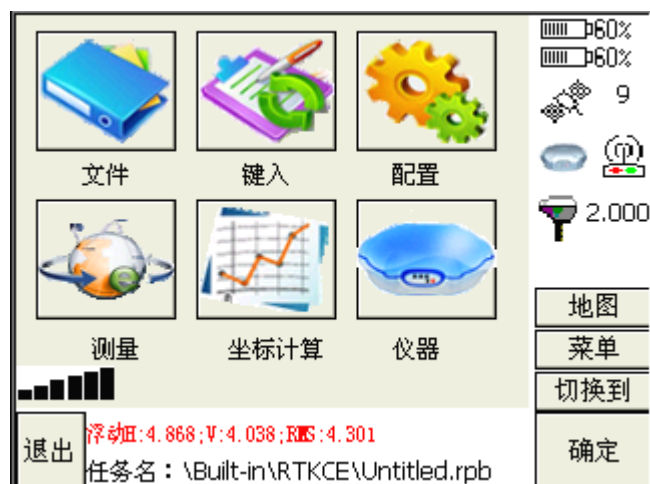 60%
60%
9
文件 键入 配置
2.000
测量 坐标计算 仪器
地图
菜单
切换到
退出
浮动H:4.868;V:4.038;RMS:4.301
任务名：\Built-in\RTKCE\Untitled.rpb
确定